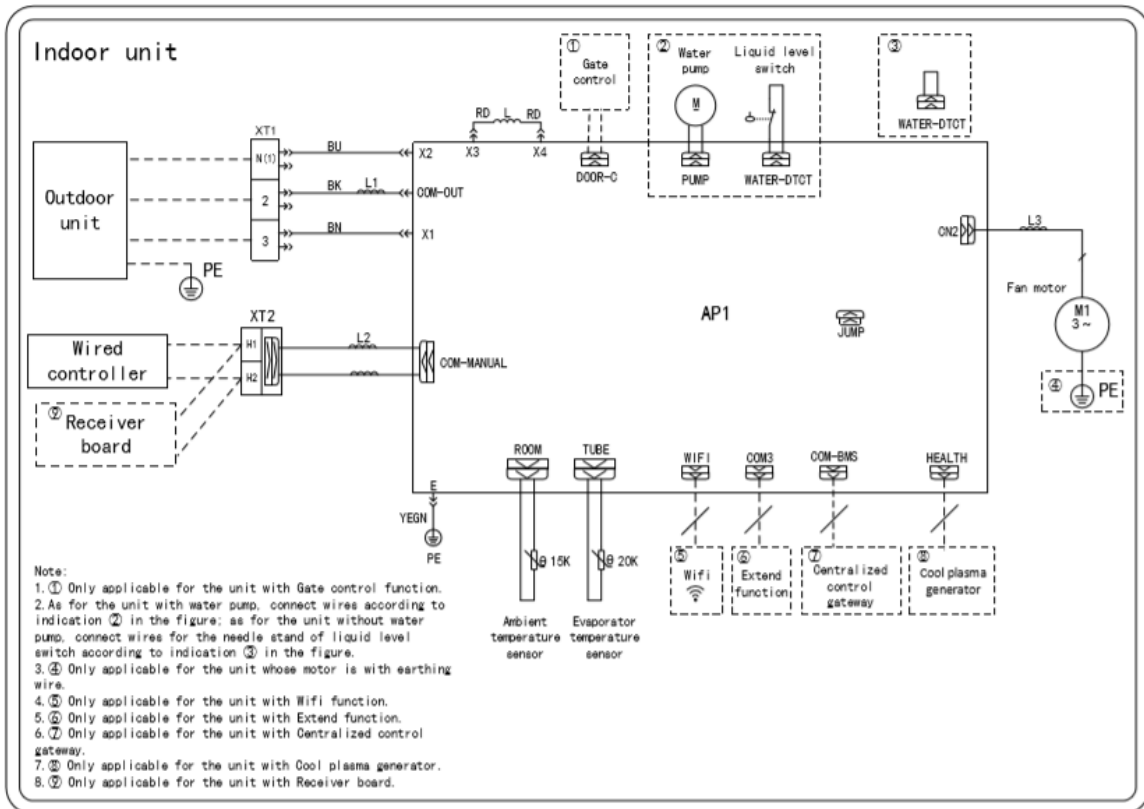 Indoor unit
①
Gate
control
②
Water
pump
Liquid level
switch
M
③
WATER-DTCT
RD
L
RD
X3
X4
DOOR-C
PUMP
WATER-DTCT
XT1
N(1)
2
3
BU
X2
BK
L1
COM-OUT
BN
X1
Outdoor
unit
PE
CN2
L3
Fan motor
M1
3~
④
PE
AP1
JUMP
XT2
H1
H2
L2
COM-MANUAL
Wired
controller
⑨ Receiver
board
ROOM
TUBE
WIFI
COM3
COM-BMS
HEALTH
E
YEGN
PE
θ 15K
θ 20K
Ambient
temperature
sensor
Evaporator
temperature
sensor
⑤
Wifi
⑥
Extend
function
⑦
Centralized
control
gateway
⑧
Cool plasma
generator
Note:
1. ① Only applicable for the unit with Gate control function.
2. As for the unit with water pump, connect wires according to
indication ② in the figure; as for the unit without water
pump, connect wires for the needle stand of liquid level
switch according to indication ③ in the figure.
3. ④ Only applicable for the unit whose motor is with earthing
wire.
4. ⑤ Only applicable for the unit with Wifi function.
5. ⑥ Only applicable for the unit with Extend function.
6. ⑦ Only applicable for the unit with Centralized control
gateway.
7. ⑧ Only applicable for the unit with Cool plasma generator.
8. ⑨ Only applicable for the unit with Receiver board.